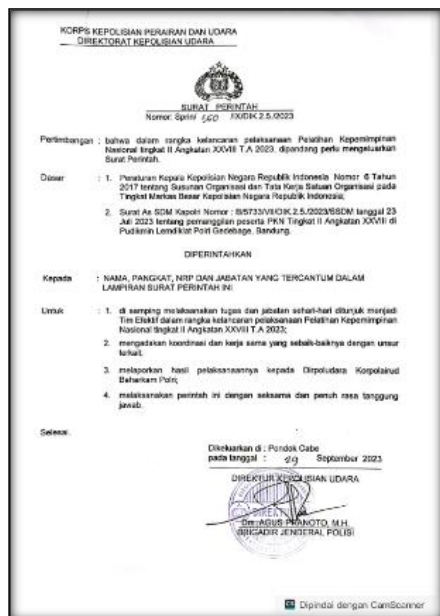 KORPS KEPOLISIAN PERAIRAN DAN UDARA
DIREKTORAT KEPOLISIAN UDARA
SURAT PERINTAH
Nomor: Sprin/ 560 /IX/DIK.2.5./2023
Pertimbangan : bahwa dalam rangka kelancaran pelaksanaan Pelatihan Kepemimpinan
Nasional tingkat II Angkatan XXVIII T.A 2023, dipandang perlu mengeluarkan
Surat Perintah.
Dasar : 1. Peraturan Kepala Kepolisian Negara Republik Indonesia Nomor 6 Tahun
2017 tentang Susunan Organisasi dan Tata Kerja Satuan Organisasi pada
Tingkat Markas Besar Kepolisian Negara Republik Indonesia;
2. Surat As SDM Kapolri Nomor : B/5733/VII/DIK.2.5./2023/SSDM tanggal 23
Juli 2023 tentang pemanggilan peserta PKN Tingkat II Angkatan XXVIII di
Pudikmin Lemdiklat Polri Gedebage, Bandung.
DIPERINTAHKAN
Kepada : NAMA, PANGKAT, NRP DAN JABATAN YANG TERCANTUM DALAM
LAMPIRAN SURAT PERINTAH INI
Untuk : 1. di samping melaksanakan tugas dan jabatan sehari-hari ditunjuk menjadi
Tim Efektif dalam rangka kelancaran pelaksanaan Pelatihan Kepemimpinan
Nasional tingkat II Angkatan XXVIII T.A 2023;
2. mengadakan koordinasi dan kerja sama yang sebaik-baiknya dengan unsur
terkait;
3. melaporkan hasil pelaksanaannya kepada Dirpoludara Korpolairud
Baharkam Polri;
4. melaksanakan perintah ini dengan seksama dan penuh rasa tanggung
jawab.
Selesai.
Dikeluarkan di : Pondok Cabe
pada tanggal : 29 September 2023
DIREKTUR KEPOLISIAN UDARA
Drs. AGUS PRANOTO, M.H.
BRIGADIR JENDERAL POLISI
Dipindai dengan CamScanner